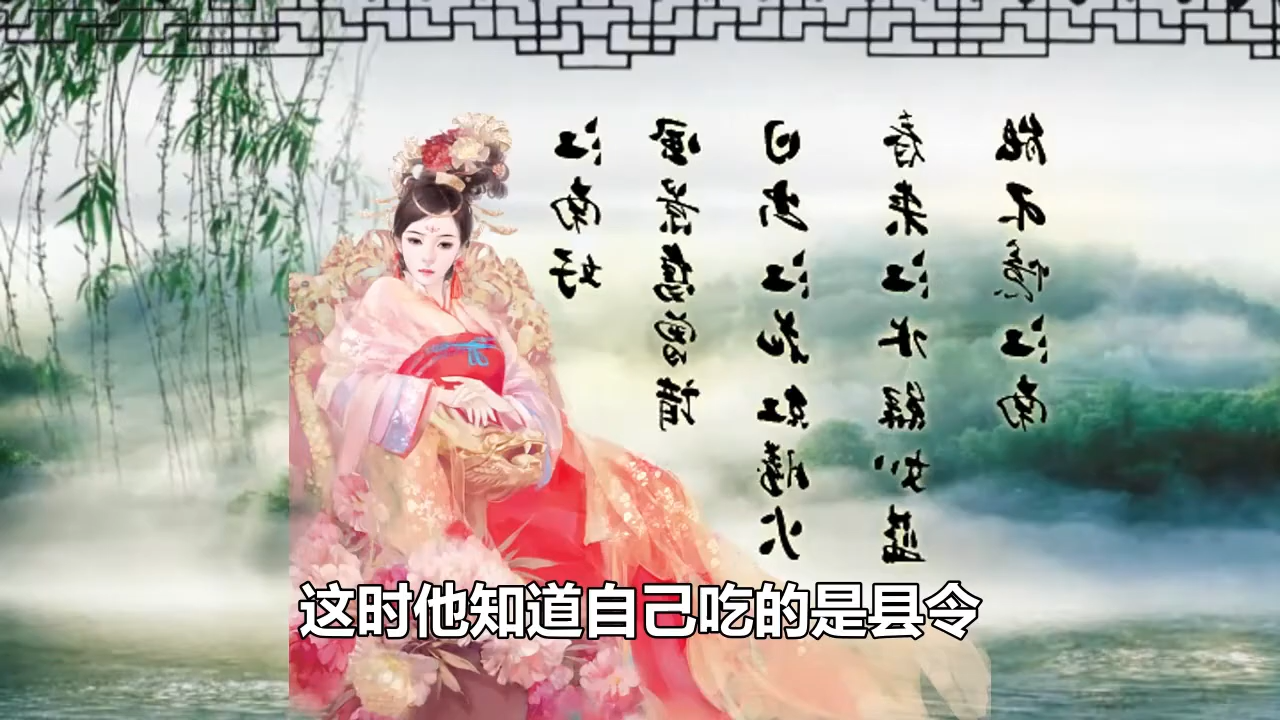 江南好
风景旧曾谙
日出江花红胜火
春来江水绿如蓝
能不忆江南
这时他知道自己吃的是县令